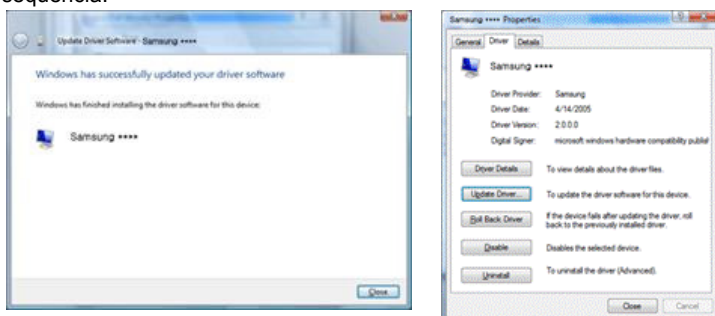 sequência.
Update Driver Software - Samsung ••••
Windows has successfully updated your driver software
Windows has finished installing the driver software for this device:
Samsung ••••
Close
Samsung •••• Properties
General Driver Details
Samsung ••••
Driver Provider: Samsung
Driver Date: 4/14/2005
Driver Version: 2.0.0.0
Digital Signer: microsoft windows hardware compatibility publis
Driver Details To view details about the driver files.
Update Driver... To update the driver software for this device.
Roll Back Driver If the device fails after updating the driver, roll
back to the previously installed driver.
Disable Disables the selected device.
Uninstall To uninstall the driver (Advanced).
Close Cancel